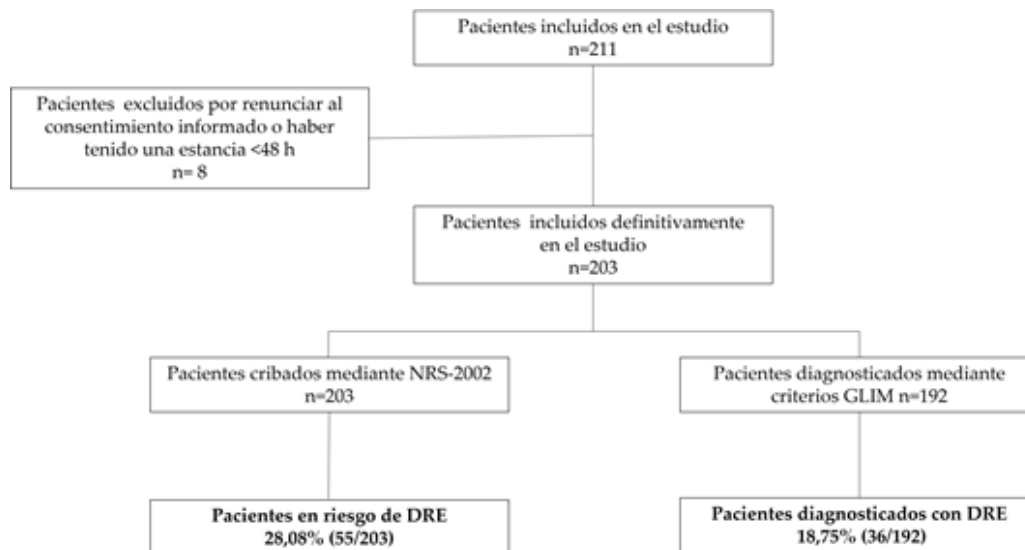 Pacientes incluidos en el estudio
n=211
Pacientes excluidos por renunciar al
consentimiento informado o haber
tenido una estancia <48 h
n= 8
Pacientes incluidos definitivamente
en el estudio
n=203
Pacientes cribados mediante NRS-2002
n=203
Pacientes diagnosticados mediante
criterios GLIM n=192
Pacientes en riesgo de DRE
28,08% (55/203)
Pacientes diagnosticados con DRE
18,75% (36/192)